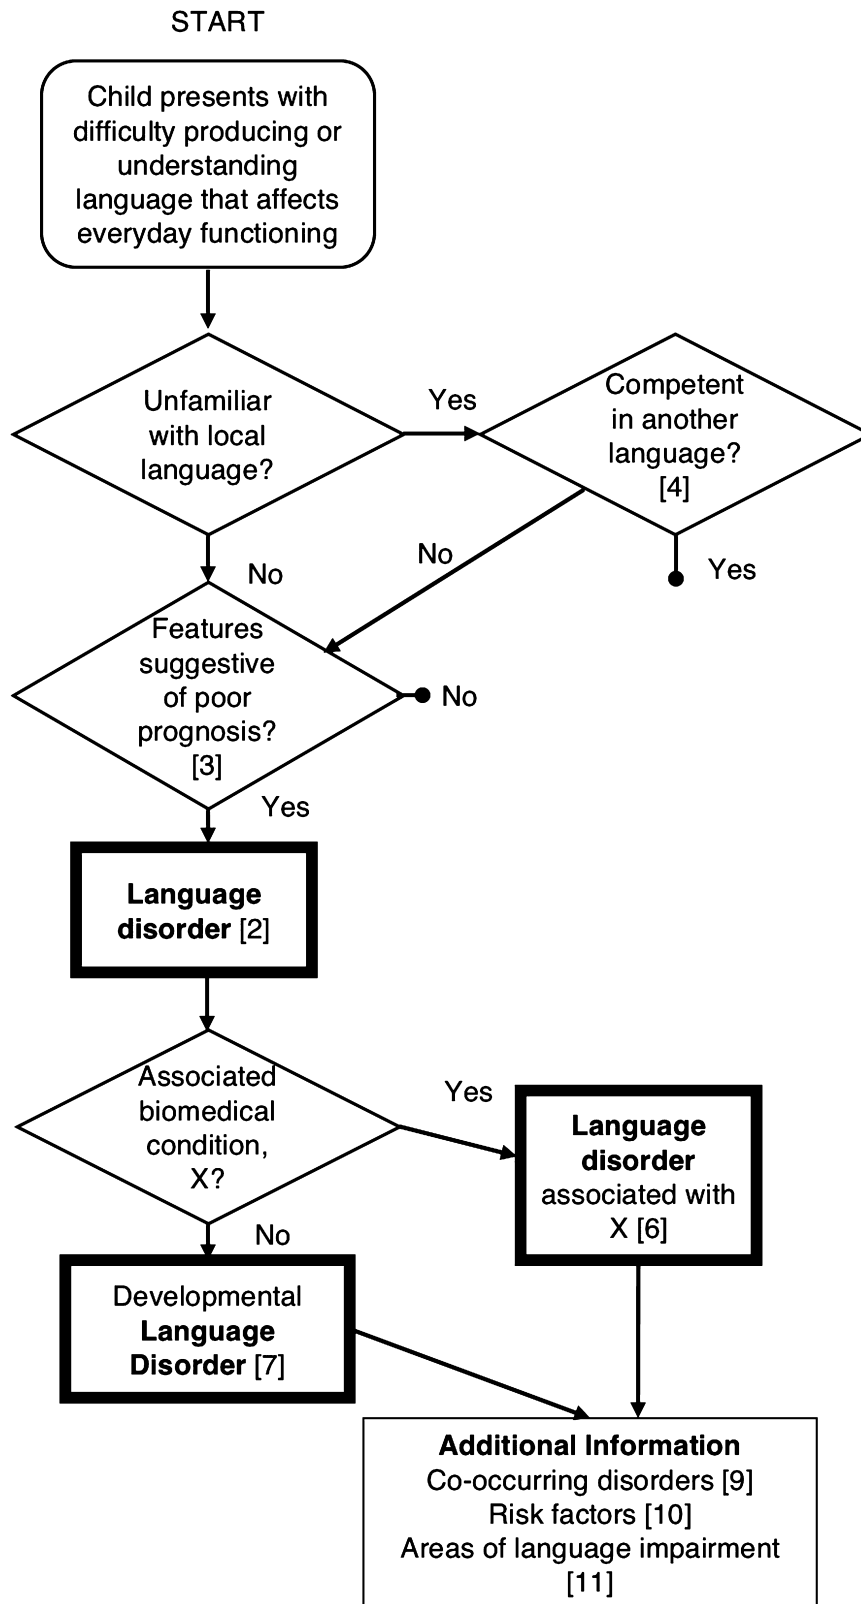 START
Child presents with
difficulty producing or
understanding
language that affects
everyday functioning
Unfamiliar
with local
language?
Yes
Competent
in another
language?
[4]
No
No
Yes
Features
suggestive
of poor
prognosis?
[3]
No
Yes
Language
disorder [2]
Associated
biomedical
condition,
X?
Yes
Language
disorder
associated with
X [6]
No
Developmental
Language
Disorder [7]
Additional Information
Co-occurring disorders [9]
Risk factors [10]
Areas of language impairment
[11]